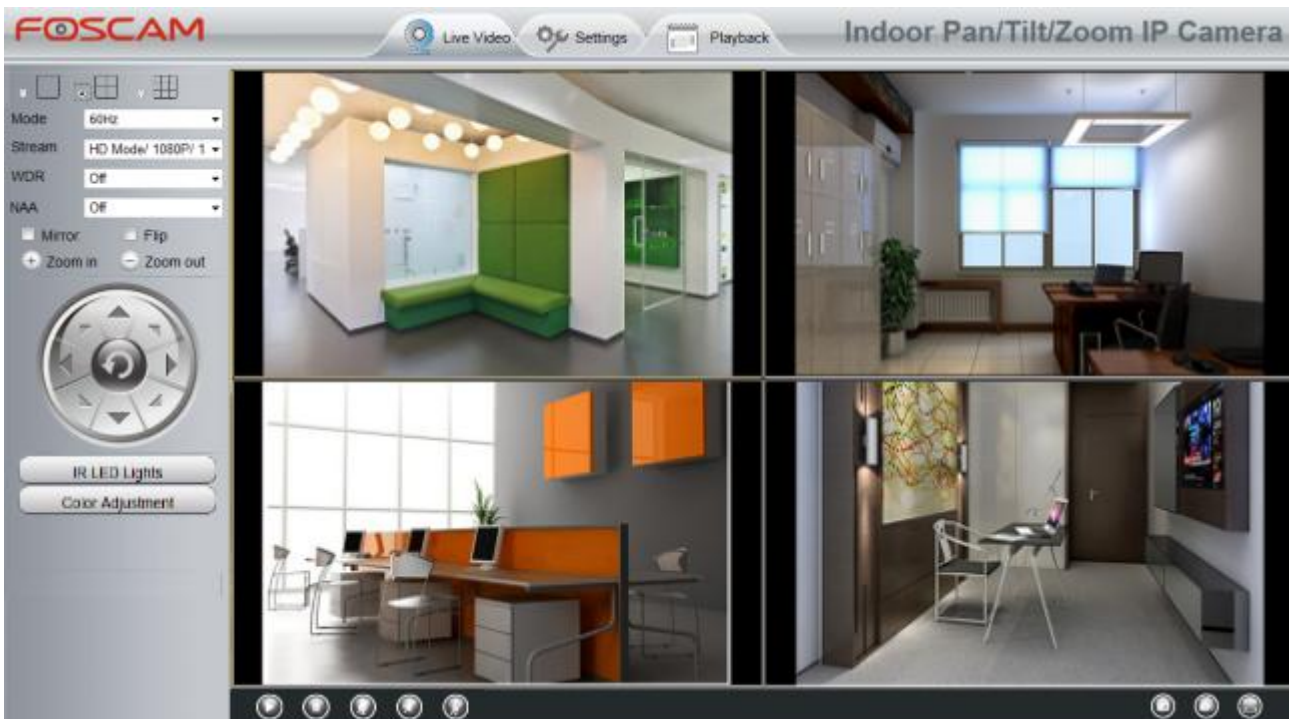 FOSCAM
Live Video
Settings
Playback
Indoor Pan/Tilt/Zoom IP Camera
Mode
60Hz
Stream
HD Mode/ 1080P/ 1
WDR
Off
NAA
Off
Mirror
Flip
Zoom in
Zoom out
IR LED Lights
Color Adjustment